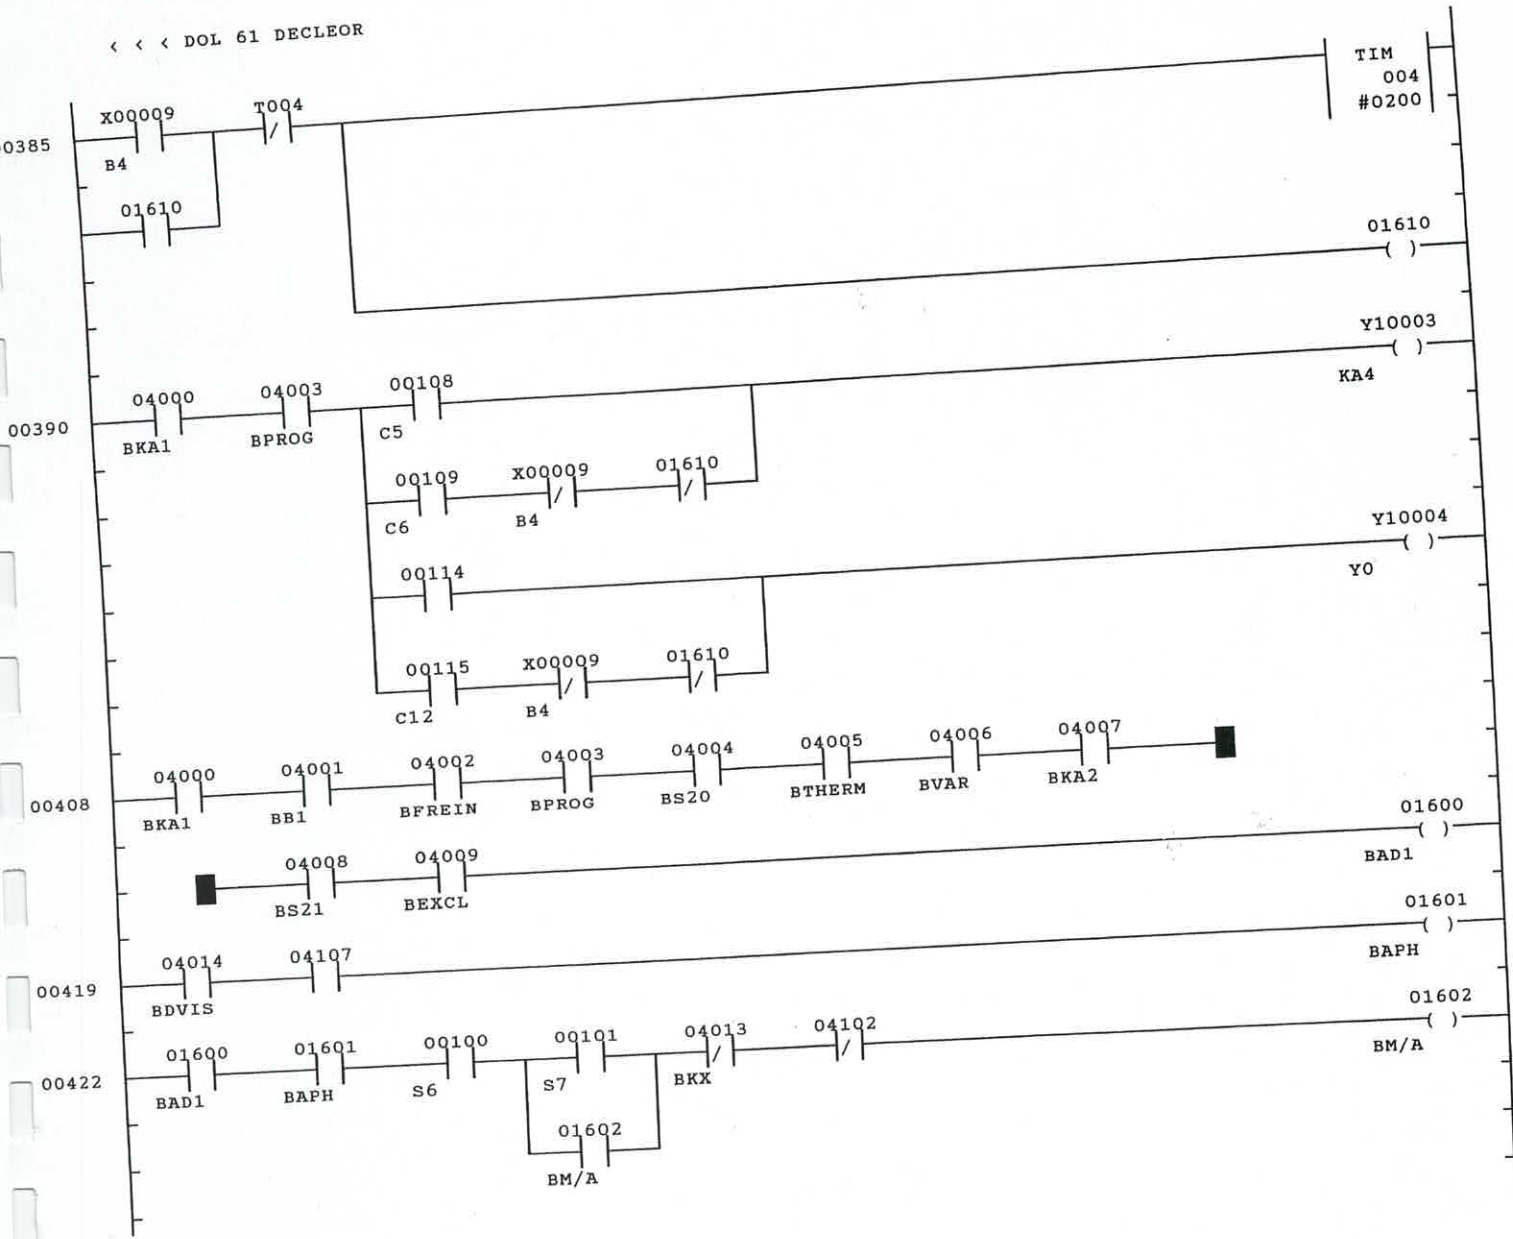 < < < DOL 61 DECLEOR
X00009 T004 TIM
004
0385 #0200
B4
01610
01610
Y10003
04000 04003 00108 KA4
00390 BKA1 BPROG C5
00109 X00009 01610
C6 B4
Y10004
00114 Y0
00115 X00009 01610
C12 B4
04000 04001 04002 04003 04004 04005 04006 04007
00408 BKA1 BB1 BFREIN BPROG BS20 BTHERM BVAR BKA2
01600
04008 04009 BAD1
BS21 BEXCL
01601
04014 04107 BAPH
00419 BDVIS
01602
01600 01601 00100 00101 04013 04102 BM/A
00422 BAD1 BAPH S6 S7 BKX
01602
BM/A